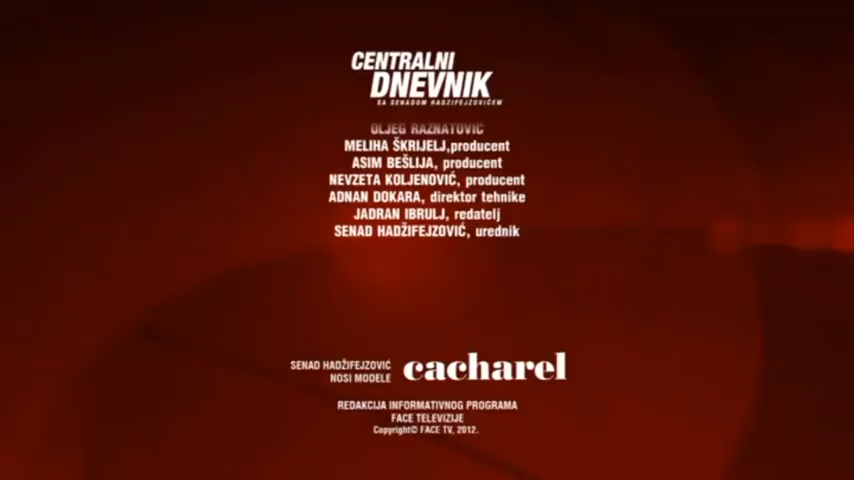 CENTRALNI
DNEVNIK
SA SENADOM HADZIFEJZOVIĆEM
OLJEG RAZNATOVIĆ
MELIHA ŠKRIJELJ,producent
ASIM BEŠLIJA, producent
NEVZETA KOLJENOVIĆ, producent
ADNAN DOKARA, direktor tehnike
JADRAN IBRULJ, redatelj
SENAD HADŽIFEJZOVIĆ, urednik
SENAD HADŽIFEJZOVIĆ
NOSI MODELE
cacharel
REDAKCIJA INFORMATIVNOG PROGRAMA
FACE TELEVIZIJE
Copyright© FACE TV, 2012.